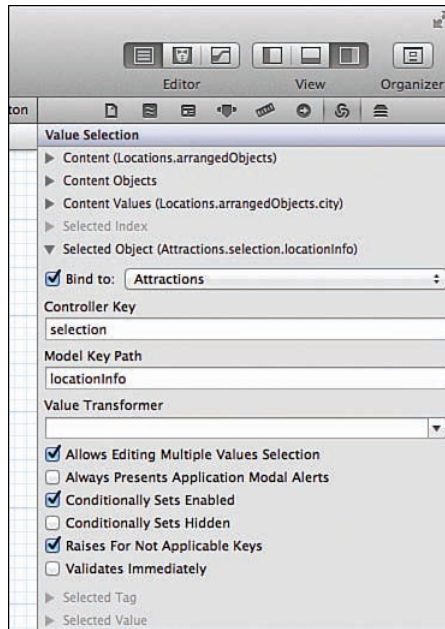 Editor
View
Organizer
ton
Value Selection
Content (Locations.arrangedObjects)
Content Objects
Content Values (Locations.arrangedObjects.city)
Selected Index
Selected Object (Attractions.selection.locationInfo)
Bind to: Attractions
Controller Key
selection
Model Key Path
locationInfo
Value Transformer
Allows Editing Multiple Values Selection
Always Presents Application Modal Alerts
Conditionally Sets Enabled
Conditionally Sets Hidden
Raises For Not Applicable Keys
Validates Immediately
Selected Tag
Selected Value